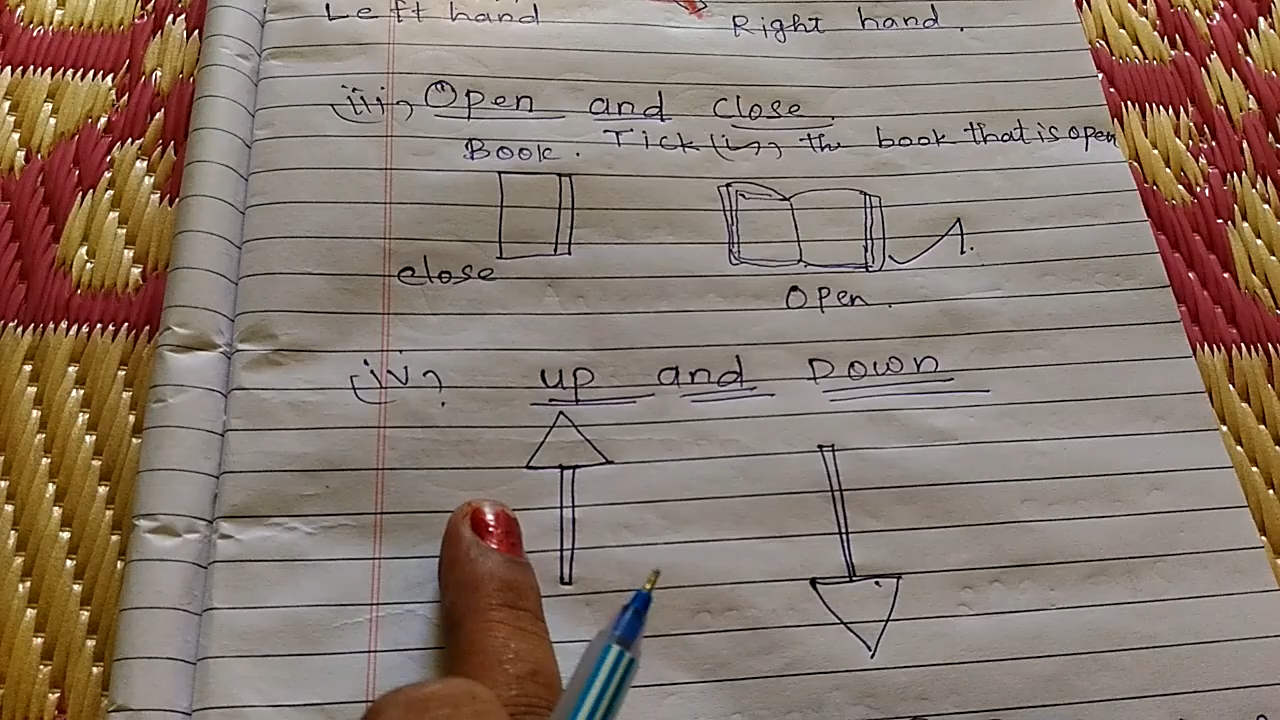 Left hand Right hand.
iii) Open and close.
Book. Tick (✓) the book that is open
close
Open.
iv) up and Down